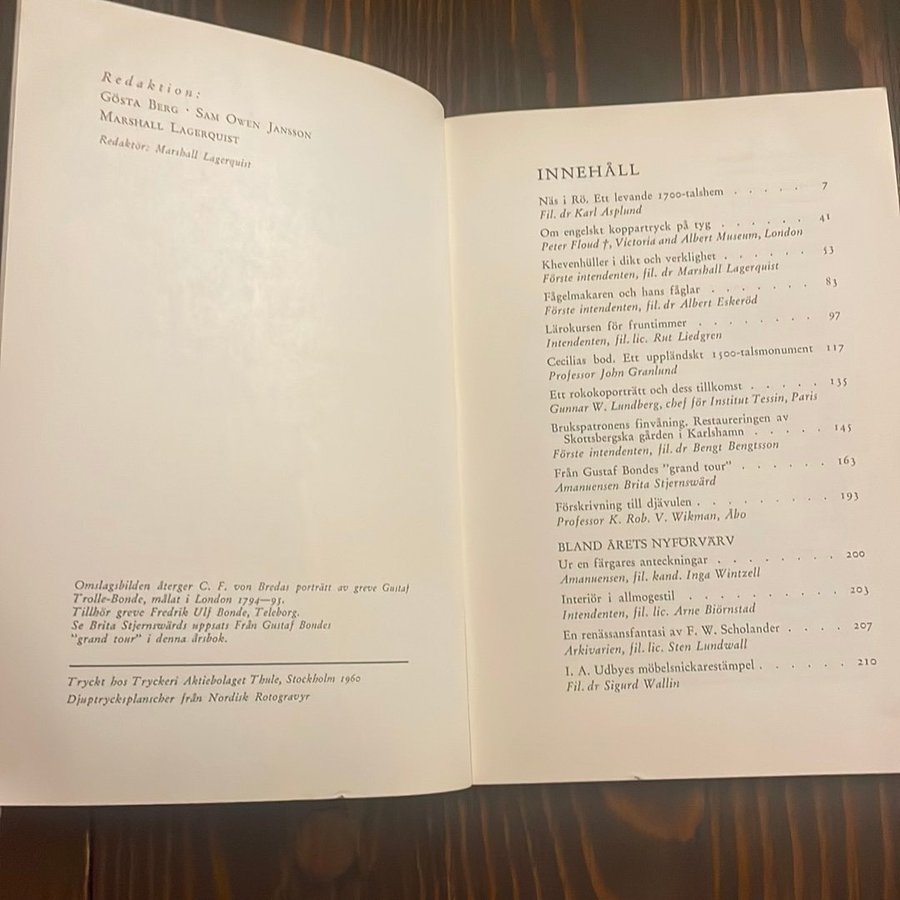 Redaktion:
GÖSTA BERG · SAM OWEN JANSSON
MARSHALL LAGERQUIST
Redaktör: Marshall Lagerquist
Omslagsbilden återger C. F. von Bredas porträtt av greve Gustaf
Trolle-Bonde, målat i London 1794—95.
Tillhör greve Fredrik Ulf Bonde, Teleborg.
Se Brita Stjernswärds uppsats Från Gustaf Bondes
"grand tour" i denna årsbok.
Tryckt hos Tryckeri Aktiebolaget Thule, Stockholm 1960
Djuptrycksplanscher från Nordisk Rotogravyr
INNEHÅLL
Näs i Rö. Ett levande 1700-talshem . . . . . 7
Fil. dr Karl Asplund
Om engelskt koppartryck på tyg . . . . . . 41
Peter Floud †, Victoria and Albert Museum, London
Khevenhüller i dikt och verklighet . . . . . . 53
Förste intendenten, fil. dr Marshall Lagerquist
Fågelmakaren och hans fåglar . . . . . . . 83
Förste intendenten, fil. dr Albert Eskeröd
Lärokursen för fruntimmer . . . . . . . . 97
Intendenten, fil. lic. Rut Liedgren
Cecilias bod. Ett uppländskt 1500-talsmonument 117
Professor John Granlund
Ett rokokoporträtt och dess tillkomst . . . . . 135
Gunnar W. Lundberg, chef för Institut Tessin, Paris
Brukspatronens finvåning. Restaureringen av
Skottsbergska gården i Karlshamn . . . . . 145
Förste intendenten, fil. dr Bengt Bengtsson
Från Gustaf Bondes "grand tour" . . . . . . 163
Amanuensen Brita Stjernswärd
Förskrivning till djävulen . . . . . . . . 193
Professor K. Rob. V. Wikman, Åbo
BLAND ÅRETS NYFÖRVÄRV
Ur en färgares anteckningar . . . . . . . . 200
Amanuensen, fil. kand. Inga Wintzell
Interiör i allmogestil . . . . . . . . . 203
Intendenten, fil. lic. Arne Biörnstad
En renässansfantasi av F. W. Scholander . . . . 207
Arkivarien, fil. lic. Sten Lundwall
I. A. Udbyes möbelsnickarestämpel . . . . . . 210
Fil. dr Sigurd Wallin